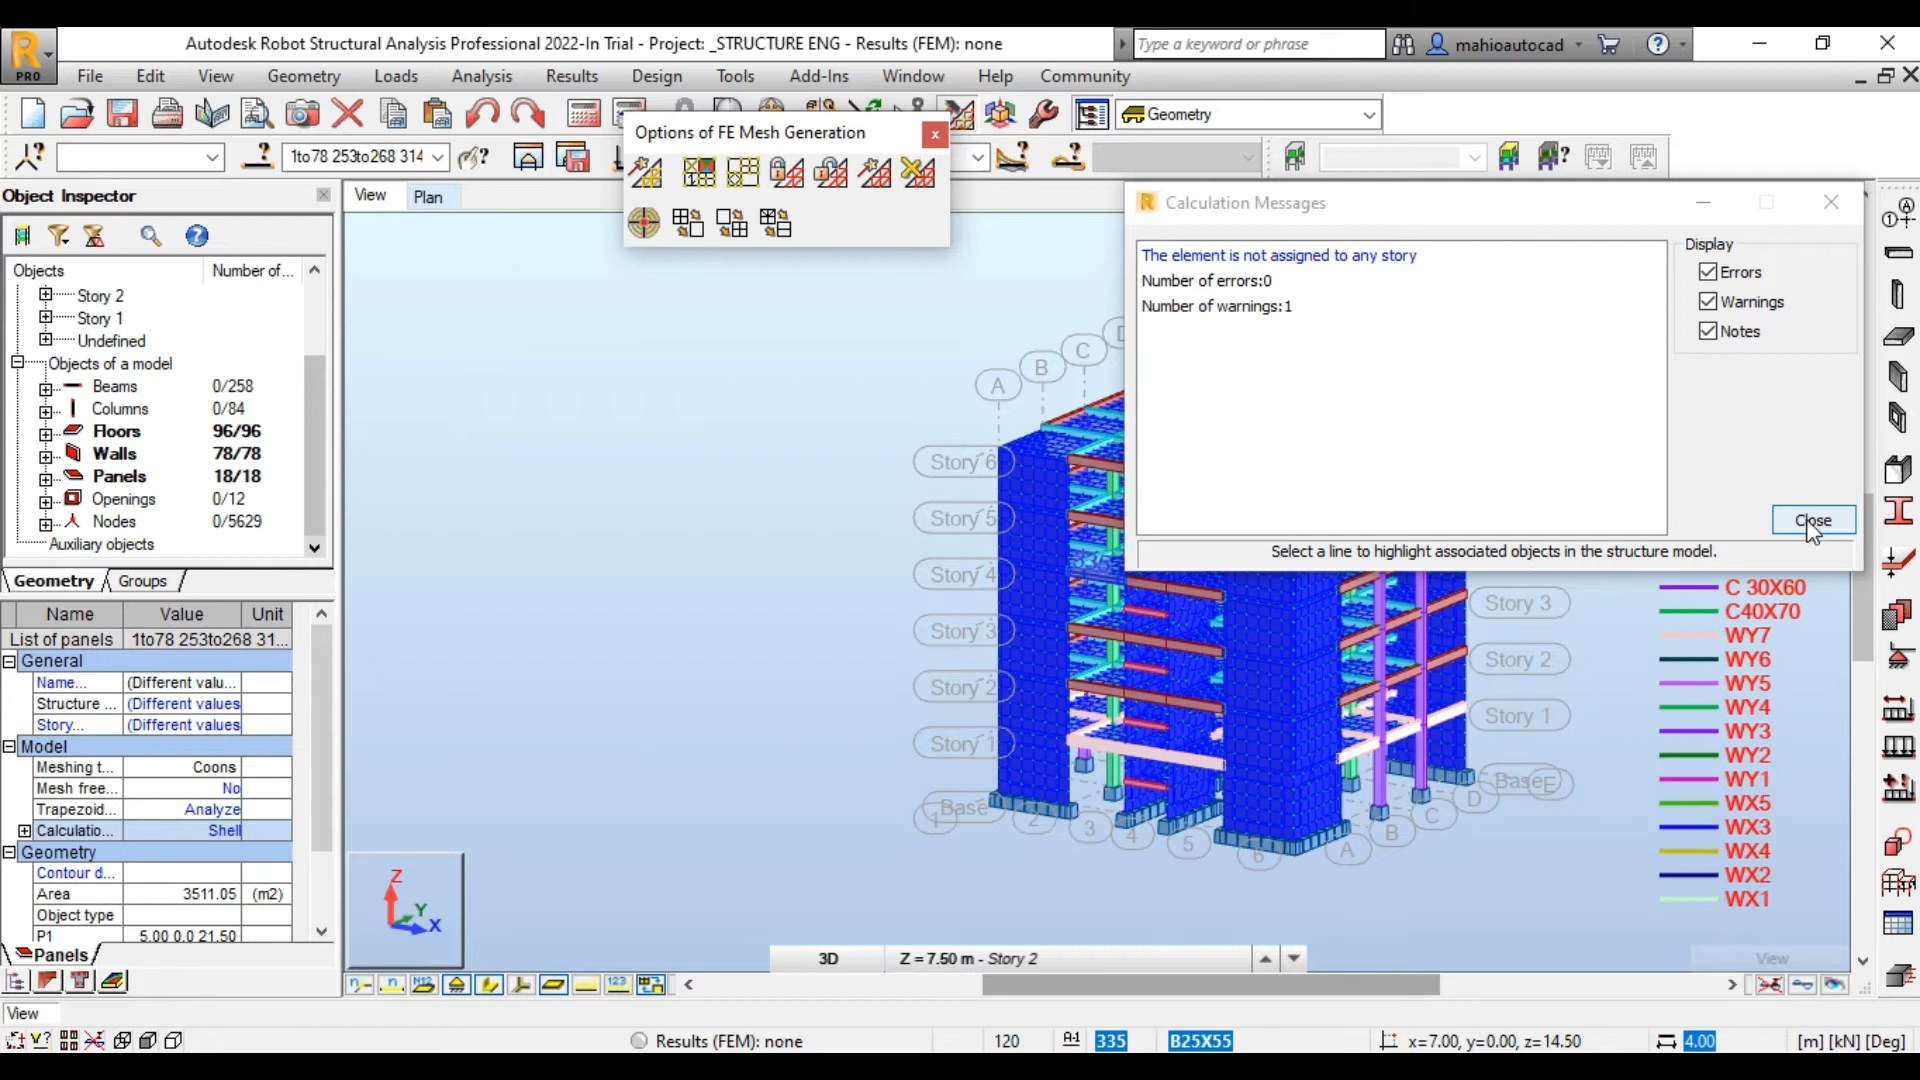 PRO
Autodesk Robot Structural Analysis Professional 2022-In Trial - Project: _STRUCTURE ENG - Results (FEM): none
Type a keyword or phrase
mahioautocad
File Edit View Geometry Loads Analysis Results Design Tools Add-Ins Window Help Community
Geometry
1to78 253to268 314
Options of FE Mesh Generation
x
Object Inspector
View Plan
Objects Number of...
Story 2
Story 1
Undefined
Objects of a model
Beams 0/258
Columns 0/84
Floors 96/96
Walls 78/78
Panels 18/18
Openings 0/12
Nodes 0/5629
Auxiliary objects
Geometry Groups
Name Value Unit
List of panels 1to78 253to268 31...
General
Name... (Different valu...
Structure ... (Different values
Story... (Different values
Model
Meshing t... Coons
Mesh free... No
Trapezoid... Analyze
Calculatio... Shell
Geometry
Contour d...
Area 3511.05 (m2)
Object type
P1 5.00 0.0 21.50
Panels
Calculation Messages
The element is not assigned to any story
Number of errors:0
Number of warnings:1
Display
Errors
Warnings
Notes
Close
Select a line to highlight associated objects in the structure model.
A B C
Story 6
Story 5
Story 4
Story 3
Story 2
Story 1
Base
1 2 3 4 5 6
A B C D E
Story 3
Story 2
Story 1
Base
C 30X60
C40X70
WY7
WY6
WY5
WY4
WY3
WY2
WY1
WX5
WX3
WX4
WX2
WX1
Z
Y
X
3D Z = 7.50 m - Story 2
View
View
Results (FEM): none 120 335 B25X55 x=7.00, y=0.00, z=14.50 4.00 [m] [kN] [Deg]